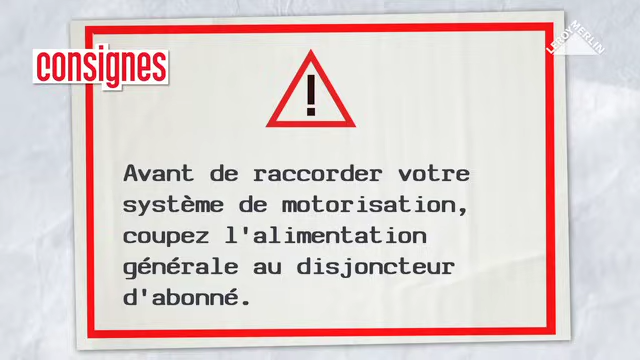 LEROY MERLIN
consignes
!
Avant de raccorder votre
système de motorisation,
coupez l'alimentation
générale au disjoncteur
d'abonné.